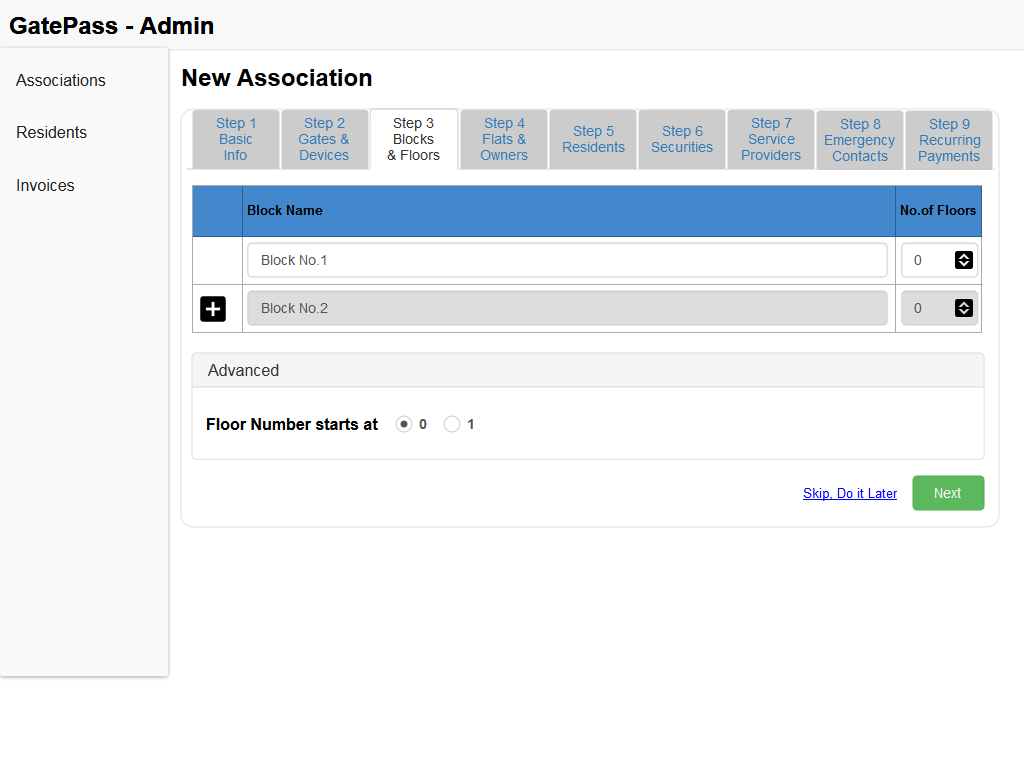 GatePass - Admin
Associations
Residents
Invoices
New Association
Step 1
Basic
Info
Step 2
Gates &
Devices
Step 3
Blocks
& Floors
Step 4
Flats &
Owners
Step 5
Residents
Step 6
Securities
Step 7
Service
Providers
Step 8
Emergency
Contacts
Step 9
Recurring
Payments
Block Name
No.of Floors
Block No.1
0
Block No.2
0
Advanced
Floor Number starts at 0 1
Skip, Do it Later
Next